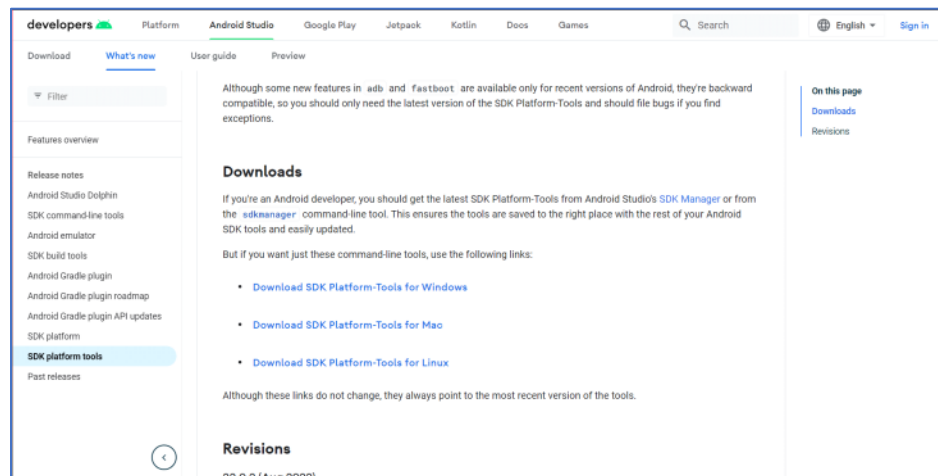 developers Platform Android Studio Google Play Jetpack Kotlin Docs Games Search English Sign in
Download What's new User guide Preview
Filter
Features overview
Release notes
Android Studio Dolphin
SDK command-line tools
Android emulator
SDK build tools
Android Gradle plugin
Android Gradle plugin roadmap
Android Gradle plugin API updates
SDK platform
SDK platform tools
Past releases
Although some new features in adb and fastboot are available only for recent versions of Android, they're backward
compatible, so you should only need the latest version of the SDK Platform-Tools and should file bugs if you find
exceptions.
Downloads
If you're an Android developer, you should get the latest SDK Platform-Tools from Android Studio's SDK Manager or from
the sdkmanager command-line tool. This ensures the tools are saved to the right place with the rest of your Android
SDK tools and easily updated.
But if you want just these command-line tools, use the following links:
• Download SDK Platform-Tools for Windows
• Download SDK Platform-Tools for Mac
• Download SDK Platform-Tools for Linux
Although these links do not change, they always point to the most recent version of the tools.
Revisions
On this page
Downloads
Revisions